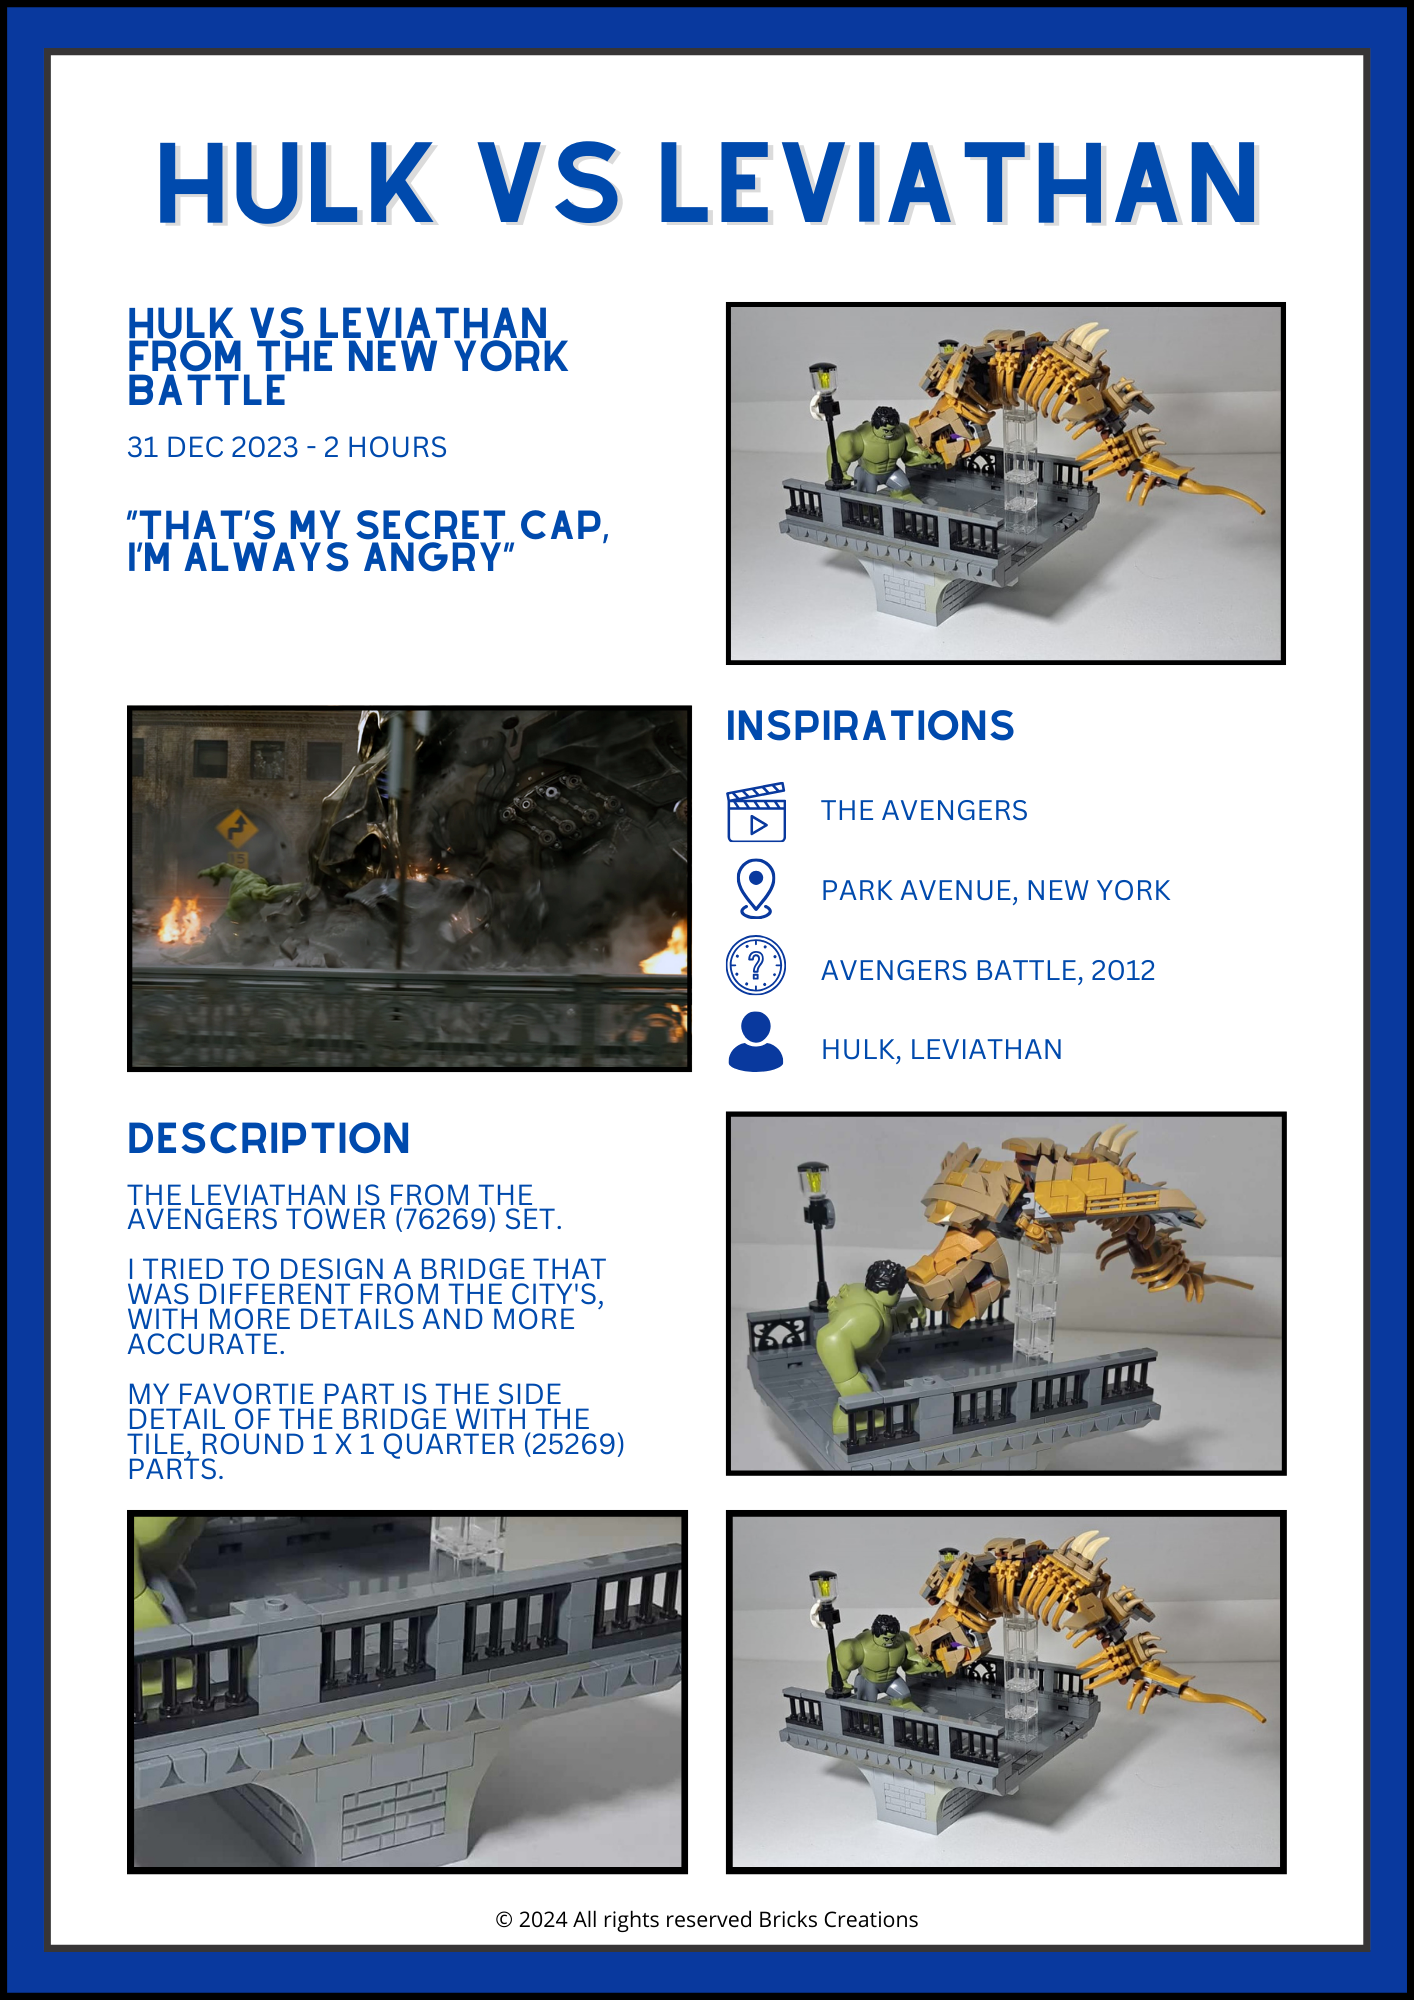 HULK VS LEVIATHAN
HULK VS LEVIATHAN
FROM THE NEW YORK
BATTLE
31 DEC 2023 - 2 HOURS
"THAT'S MY SECRET CAP,
I'M ALWAYS ANGRY"
INSPIRATIONS
THE AVENGERS
PARK AVENUE, NEW YORK
?
AVENGERS BATTLE, 2012
HULK, LEVIATHAN
DESCRIPTION
THE LEVIATHAN IS FROM THE
AVENGERS TOWER (76269) SET.
I TRIED TO DESIGN A BRIDGE THAT
WAS DIFFERENT FROM THE CITY'S,
WITH MORE DETAILS AND MORE
ACCURATE.
MY FAVORTIE PART IS THE SIDE
DETAIL OF THE BRIDGE WITH THE
TILE, ROUND 1 X 1 QUARTER (25269)
PARTS.
© 2024 All rights reserved Bricks Creations